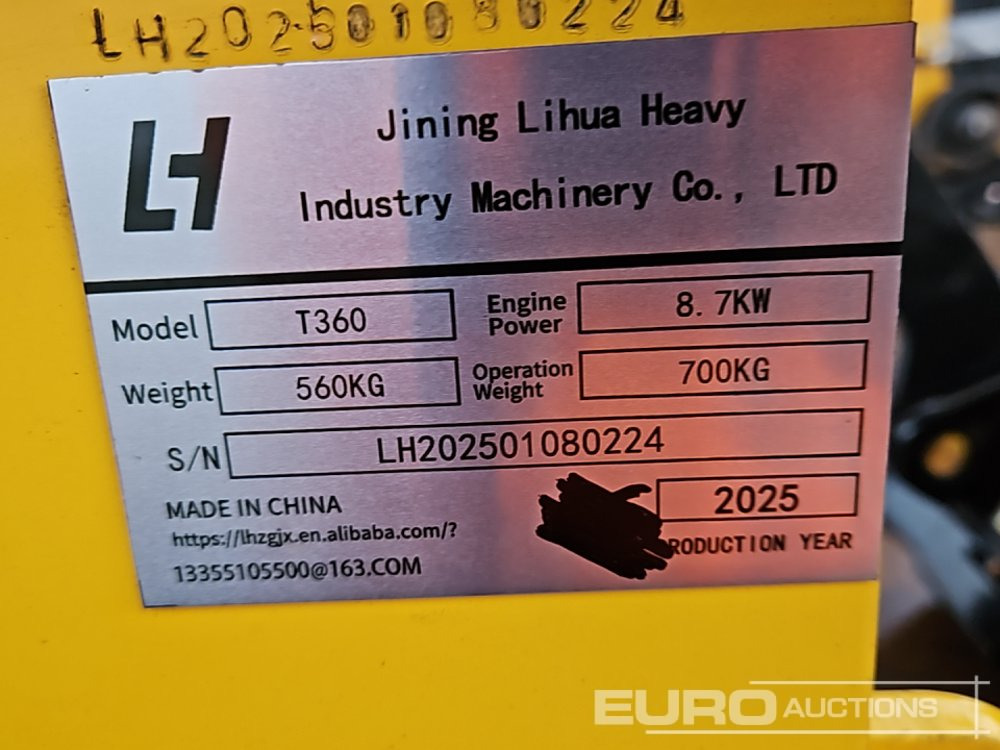 LH202501080224
LH
Jining Lihua Heavy
Industry Machinery Co., LTD
Model T360 Engine Power 8.7KW
Weight 560KG Operation Weight 700KG
S/N LH202501080224
MADE IN CHINA 2025
https://lhzgjx.en.alibaba.com/? RODUCTION YEAR
13355105500@163.COM
EURO AUCTIONS